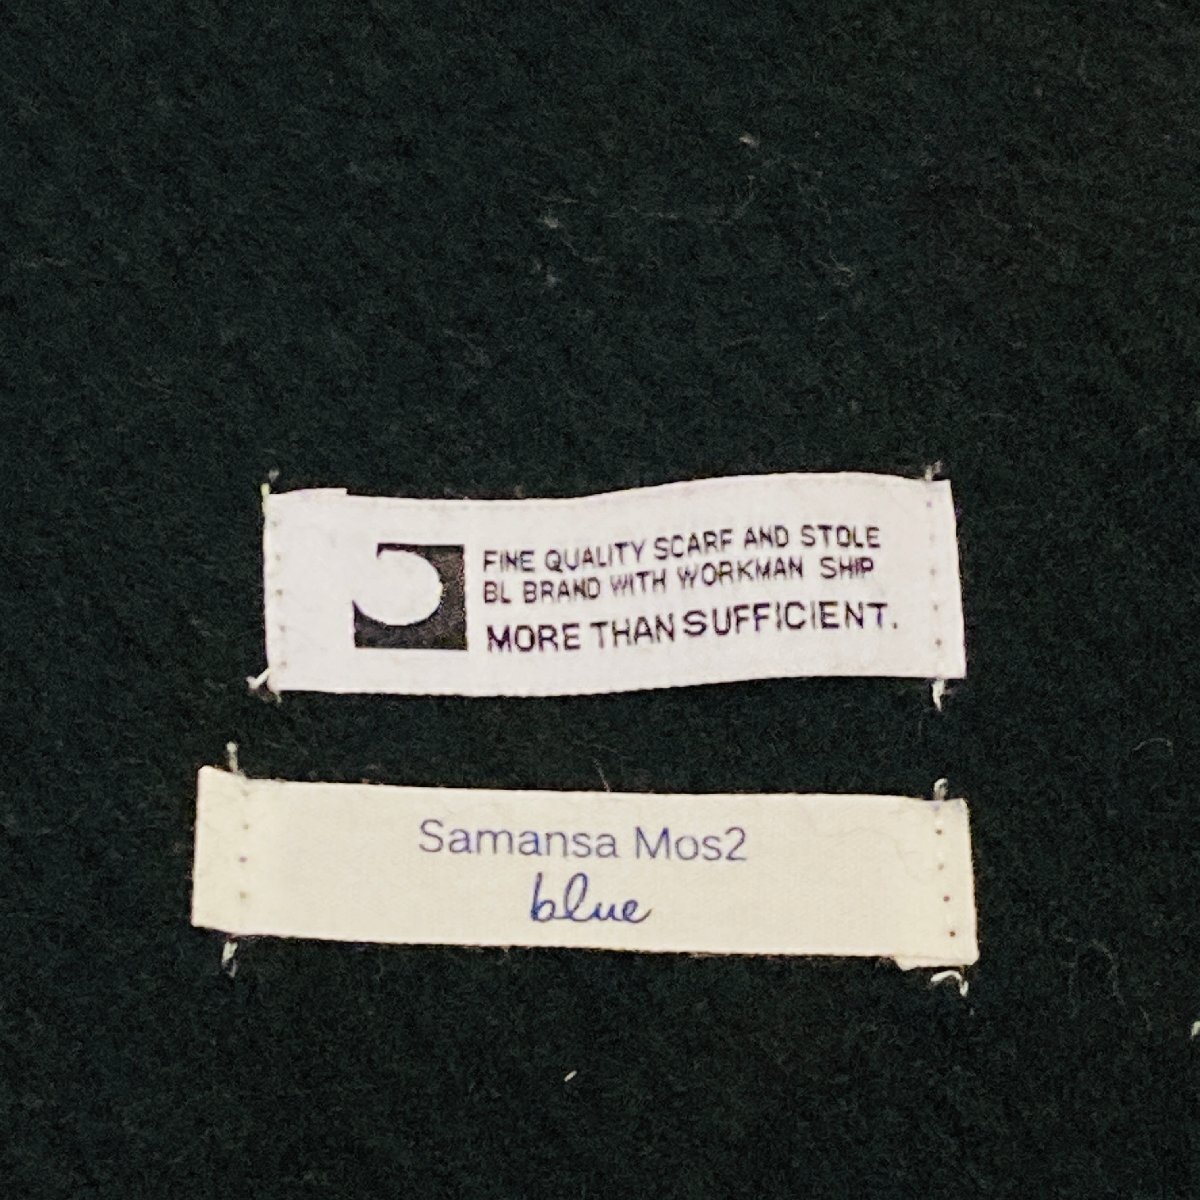 FINE QUALITY SCARF AND STOLE
BL BRAND WITH WORKMAN SHIP
MORE THAN SUFFICIENT.
Samansa Mos2
blue